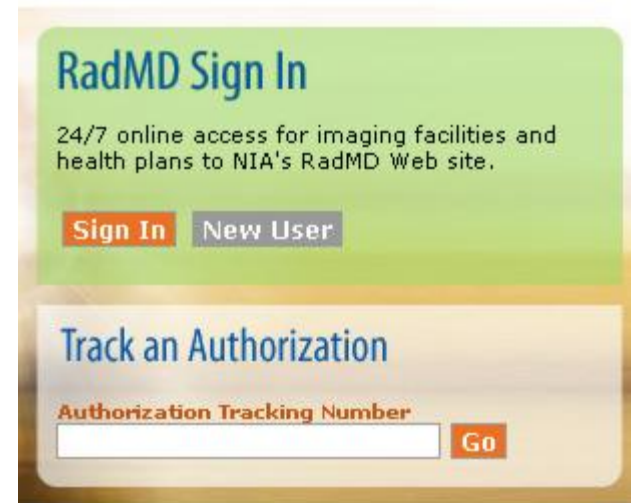 RadMD Sign In
24/7 online access for imaging facilities and
health plans to NIA's RadMD Web site.
Sign In New User
Track an Authorization
Authorization Tracking Number
Go